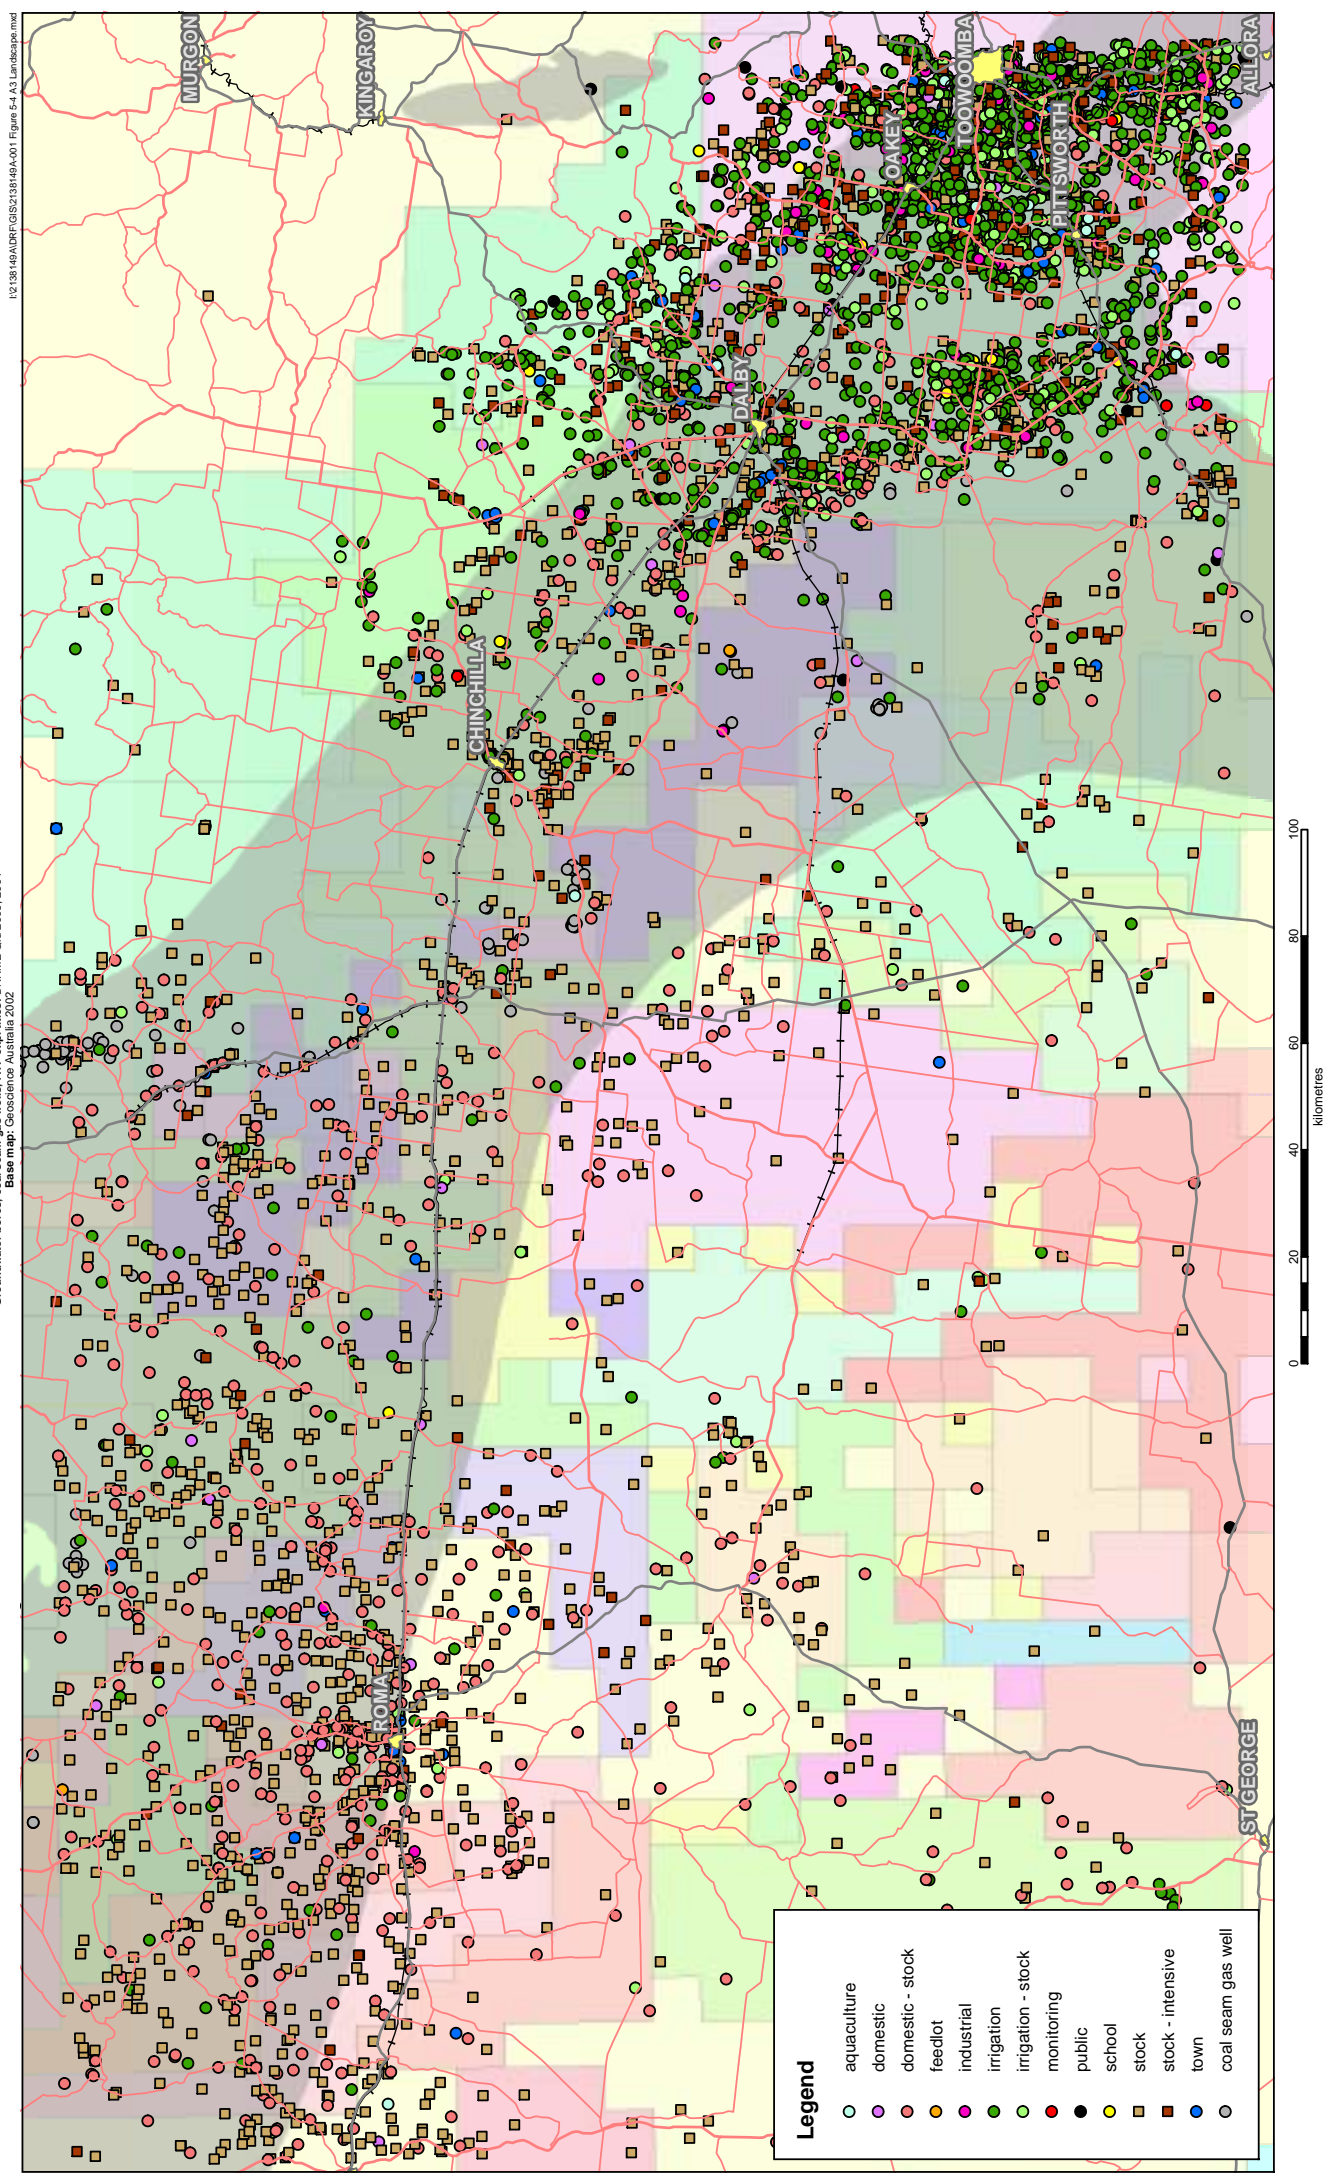 I:\2138149A\DRF\GIS\2138149A-001 Figure 5-4 A3 Landscape.mxd
Base map: Geoscience Australia 2002
MURGON
KINGAROY
TOOWOOMBA
ALLORA
OAKEY
PITTSWORTH
DALBY
CHINCHILLA
ROMA
ST GEORGE
Legend
aquaculture
domestic
domestic - stock
feedlot
industrial
irrigation
irrigation - stock
monitoring
public
school
stock
stock - intensive
town
coal seam gas well
0 20 40 60 80 100
kilometres